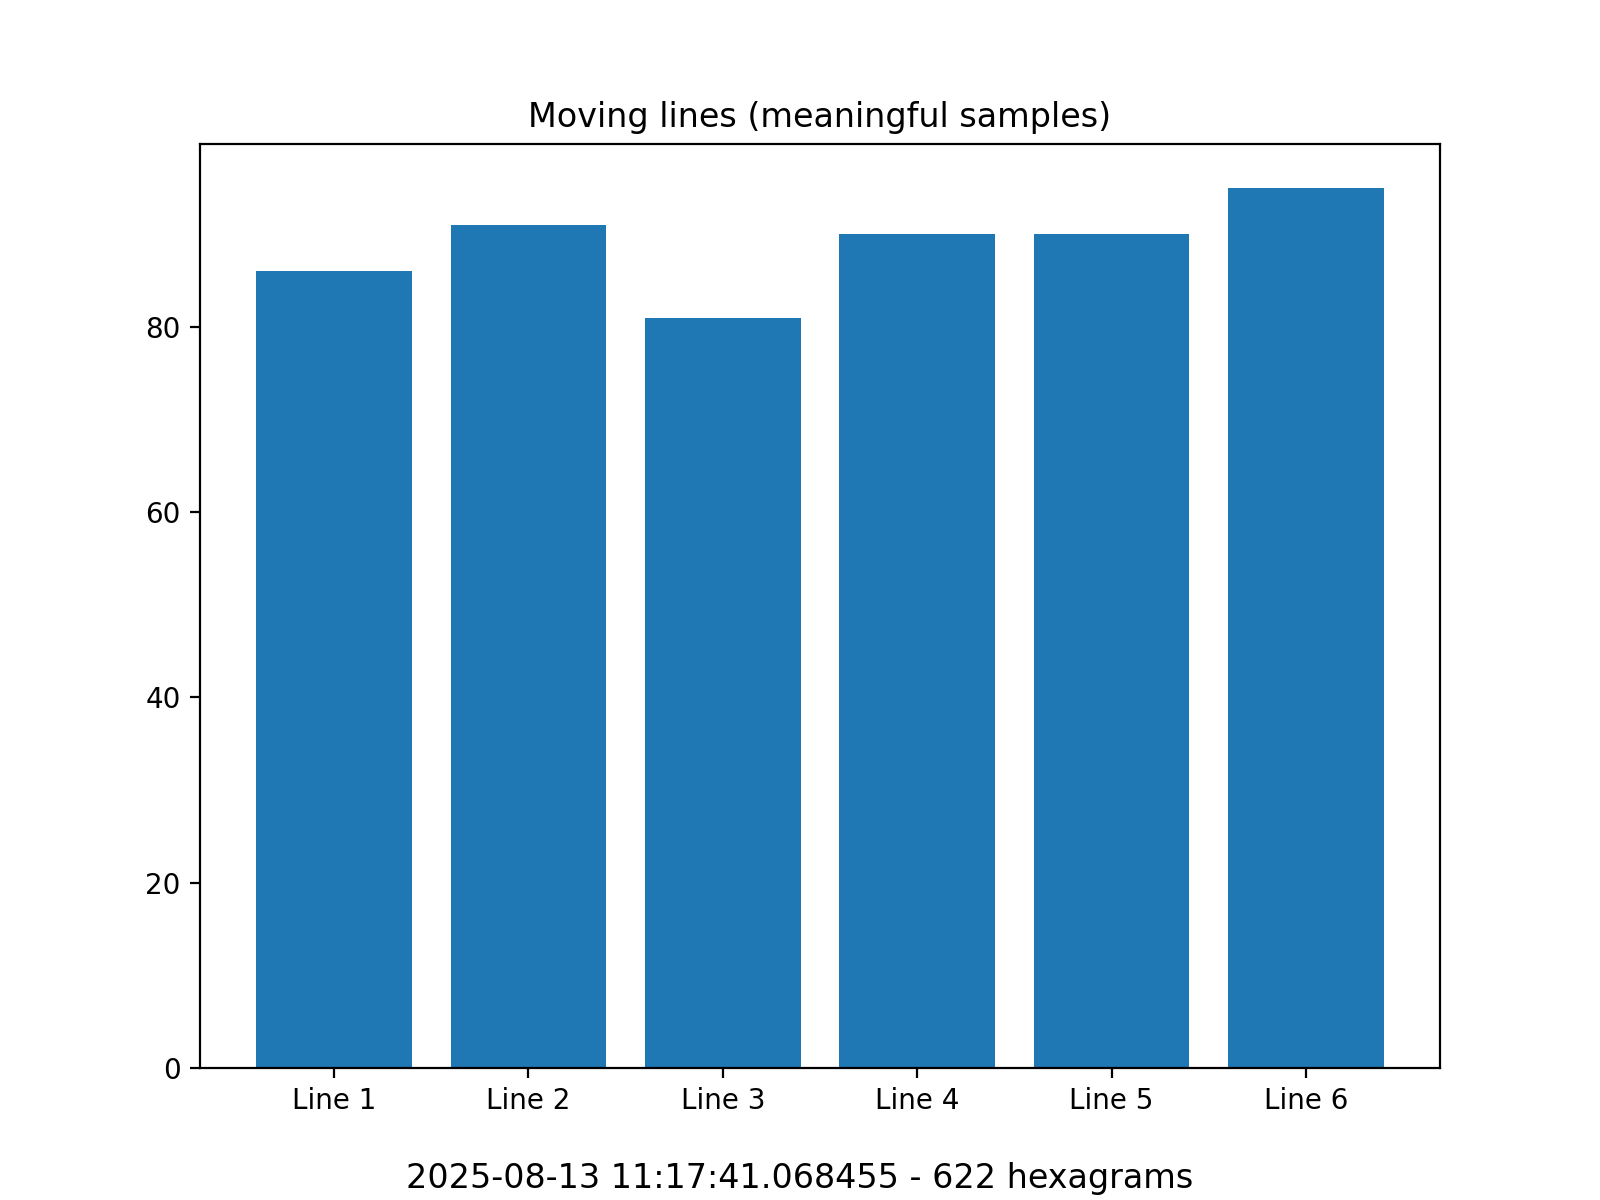 Moving lines (meaningful samples)
80
60
40
20
0
Line 1 Line 2 Line 3 Line 4 Line 5 Line 6
2025-08-13 11:17:41.068455 - 622 hexagrams